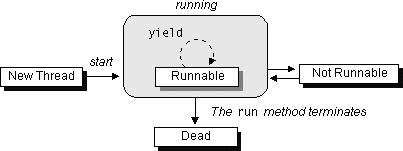 running
yield
start
New Thread
Runnable
Not Runnable
The run method terminates
Dead